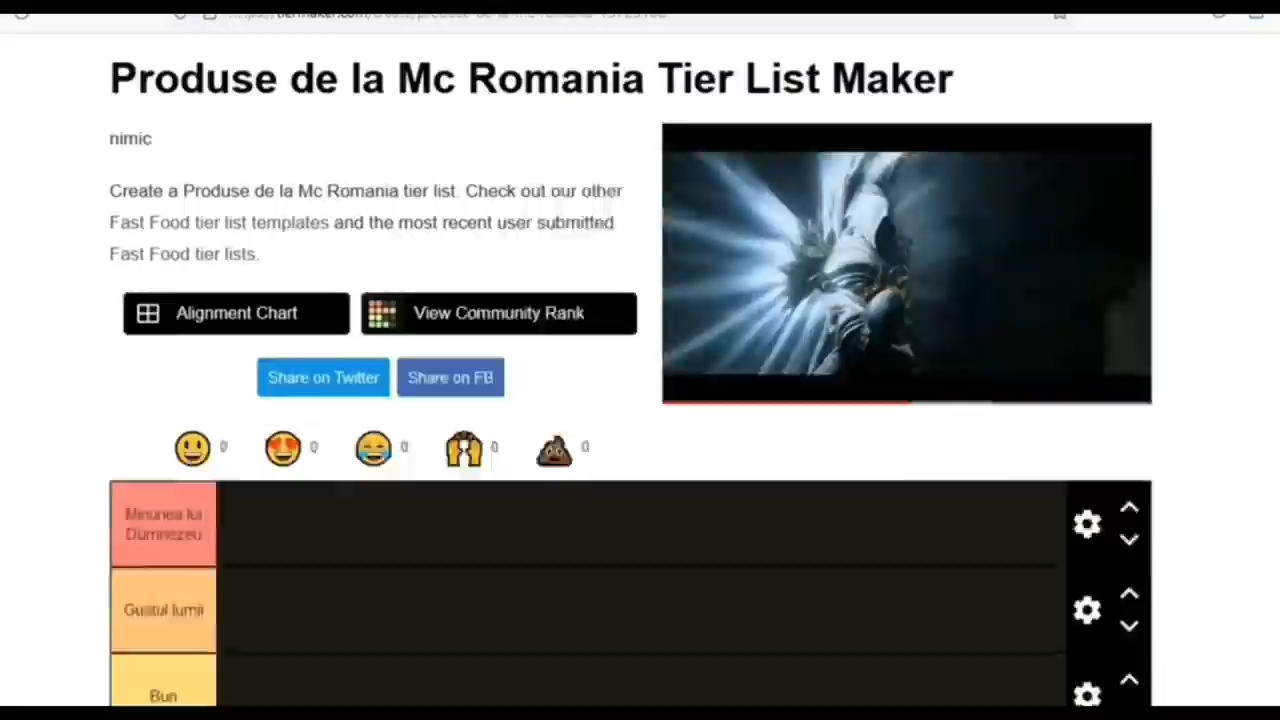 Produse de la Mc Romania Tier List Maker
nimic
Create a Produse de la Mc Romania tier list. Check out our other
Fast Food tier list templates and the most recent user submitted
Fast Food tier lists.
Alignment Chart
View Community Rank
Share on Twitter
Share on FB
0
0
0
0
0
Minunea lui
Dumnezeu
Gustul lumii
Bun